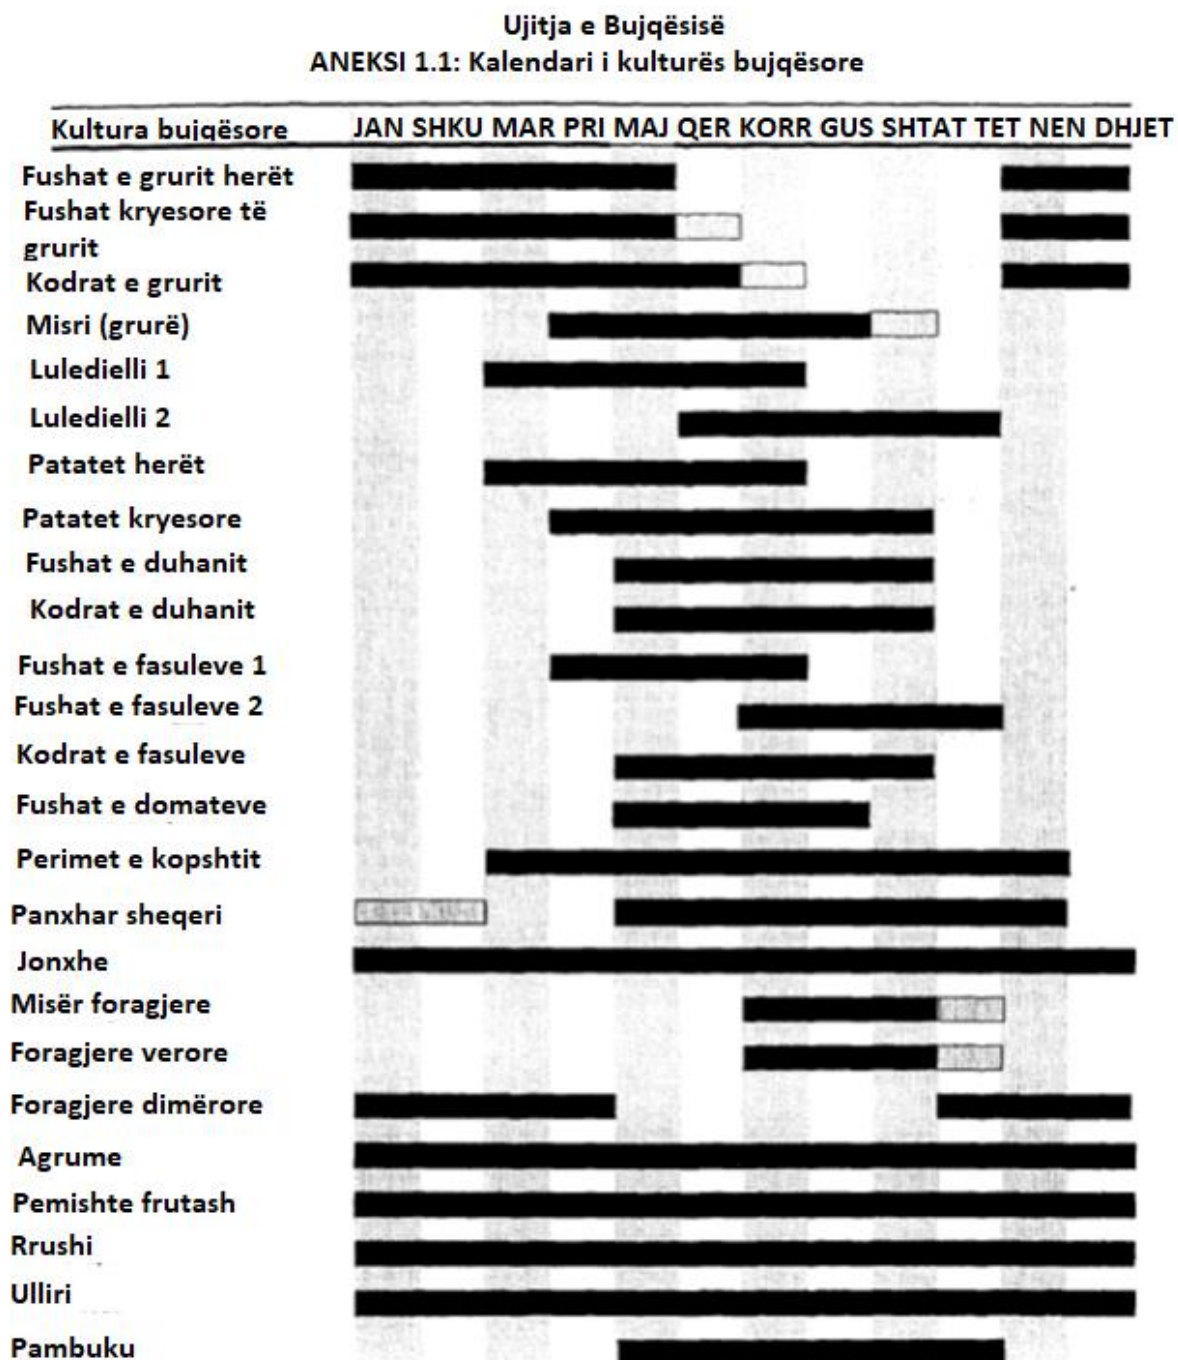 Ujitja e Bujqësisë
ANEKSI 1.1: Kalendari i kulturës bujqësore
Kultura bujqësore JAN SHKU MAR PRI MAJ QER KORR GUS SHTAT TET NEN DHJET
Fushat e grurit herët
Fushat kryesore të
grurit
Kodrat e grurit
Misri (grurë)
Luledielli 1
Luledielli 2
Patatet herët
Patatet kryesore
Fushat e duhanit
Kodrat e duhanit
Fushat e fasuleve 1
Fushat e fasuleve 2
Kodrat e fasuleve
Fushat e domateve
Perimet e kopshtit
Panxhar sheqeri
Jonxhe
Misër foragjere
Foragjere verore
Foragjere dimërore
Agrume
Pemishte frutash
Rrushi
Ulliri
Pambuku